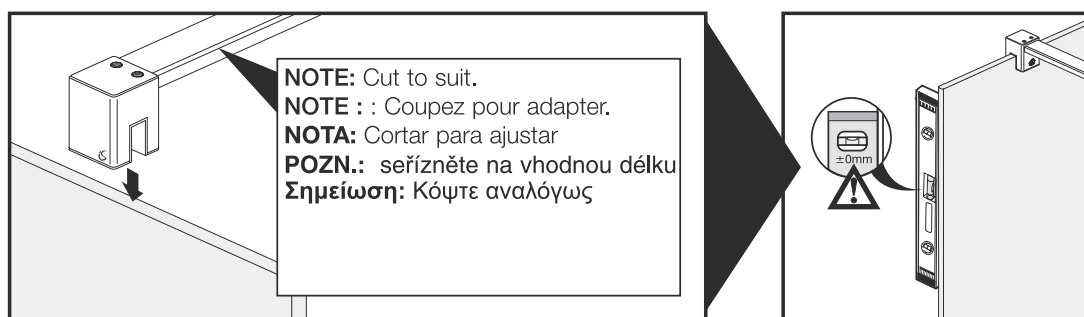 NOTE: Cut to suit.
NOTE : : Coupez pour adapter.
NOTA: Cortar para ajustar
POZN.: seřízněte na vhodnou délku
Σημείωση: Κόψτε αναλόγως
±0mm